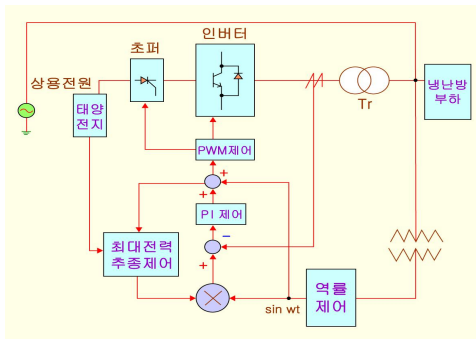 인버터
초퍼
상용전원
태양
전지
Tr
냉난방
부하
PWM제어
+
+
PI 제어
−
+
최대전력
추종제어
sin wt
역률
제어